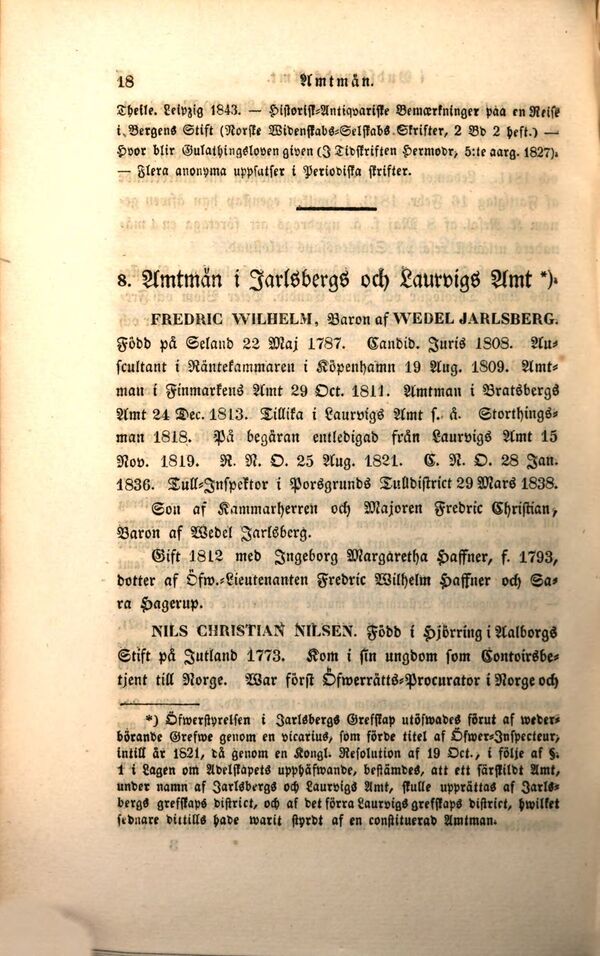 18 Amtmän.
Theile. Leipzig 1843. — Historisk-Antiqvariske Bemærkninger paa en Reise
i Bergens Stift (Norske Widenskabs-Selskabs Skrifter, 2 Bd 2 heft.) —
Hvor blir Gulathingsloven given (J Tidskriften Hermodr, 5:te aarg. 1827).
— Flera anonyma uppsatser i Periodiska skrifter.
8. Amtmän i Jarlsbergs och Laurvigs Amt *).
FREDRIC WILHELM, Baron af WEDEL JARLSBERG.
Född på Seland 22 Maj 1787. Candid. Juris 1808. Au-
scultant i Räntekammaren i Köpenhamn 19 Aug. 1809. Amt-
man i Finmarkens Amt 29 Oct. 1811. Amtman i Bratsbergs
Amt 24 Dec. 1813. Tillika i Laurvigs Amt s. å. Storthings-
man 1818. På begäran entledigad från Laurvigs Amt 15
Nov. 1819. R. N. O. 25 Aug. 1821. C. N. O. 28 Jan.
1836. Tull-Inspektor i Porsgrunds Tulldistrict 29 Mars 1838.
Son af Kammarherren och Majoren Fredric Christian,
Baron af Wedel Jarlsberg.
Gift 1812 med Ingeborg Margaretha Haffner, f. 1793,
dotter af Öfw.-Lieutenanten Fredric Wilhelm Haffner och Sa-
ra Hagerup.
NILS CHRISTIAN NILSEN. Född i Hjörring i Aalborgs
Stift på Jutland 1773. Kom i sin ungdom som Contoirsbe-
tjent till Norge. War först Öfwerrätts-Procurator i Norge och
*) Öfwerstyrelsen i Jarlsbergs Grefskap utöfwades förut af weder-
börande Grefwe genom en vicarius, som förde titel af Öfwer-Inspecteur,
intill år 1821, då genom en Kongl. Resolution af 19 Oct., i följe af §.
1 i Lagen om Adelskapets upphäfwande, bestämdes, att ett särskildt Amt,
under namn af Jarlsbergs och Laurvigs Amt, skulle upprättas af Jarls-
bergs grefskaps district, och af det förra Laurvigs grefskaps district, hwilket
sednare dittills hade warit styrdt af en constituerad Amtman.